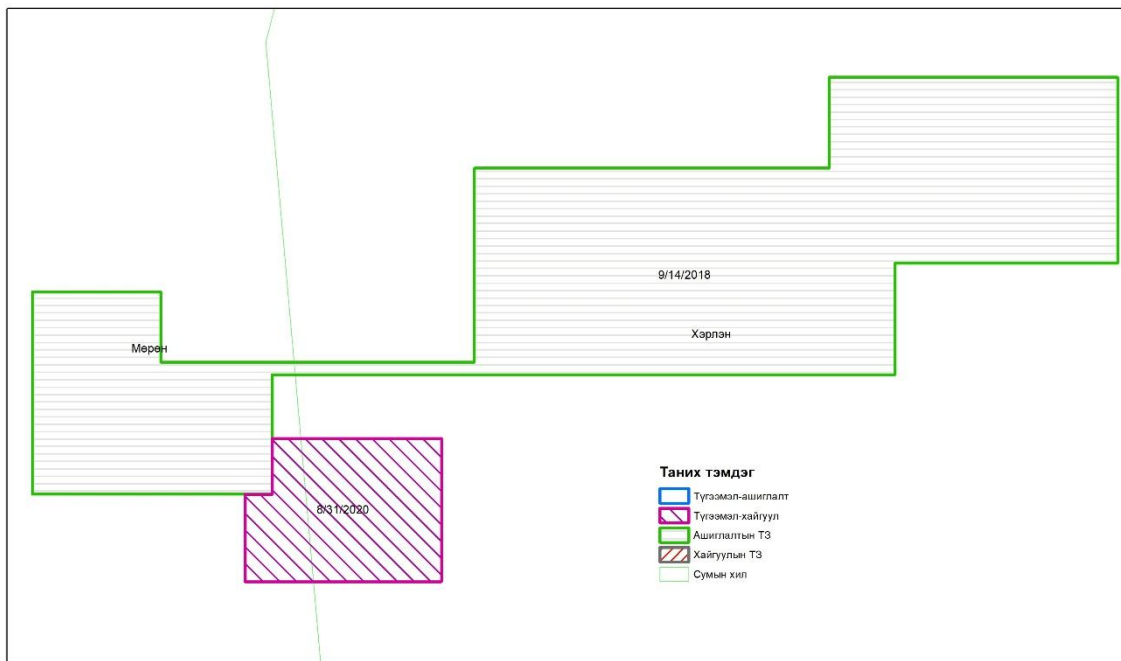 9/14/2018
Хэрлэн
Мөрөн
8/31/2020
Таних тэмдэг
Түгээмэл-ашиглалт
Түгээмэл-хайгуул
Ашиглалтын ТЗ
Хайгуулын ТЗ
Сумын хил